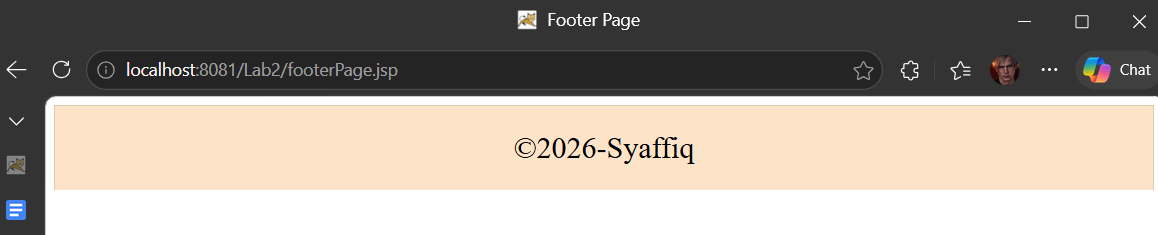 Footer Page
localhost:8081/Lab2/footerPage.jsp
Chat
©2026-Syaffiq